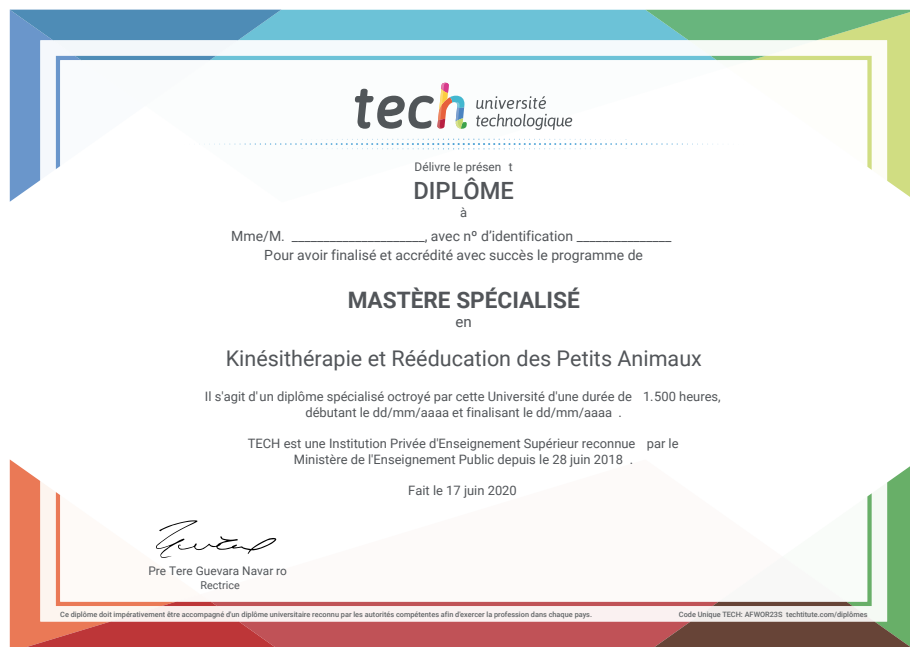 tech université
technologique
Délivre le présen t
DIPLÔME
à
Mme/M. ____________________, avec nº d’identification ______________
Pour avoir finalisé et accrédité avec succès le programme de
MASTÈRE SPÉCIALISÉ
en
Kinésithérapie et Rééducation des Petits Animaux
Il s'agit d'un diplôme spécialisé octroyé par cette Université d'une durée de 1.500 heures,
débutant le dd/mm/aaaa et finalisant le dd/mm/aaaa .
TECH est une Institution Privée d'Enseignement Supérieur reconnue par le
Ministère de l'Enseignement Public depuis le 28 juin 2018 .
Fait le 17 juin 2020
Pre Tere Guevara Navar ro
Rectrice
Ce diplôme doit impérativement être accompagné d'un diplôme universitaire reconnu par les autorités compétentes afin d'exercer la profession dans chaque pays.
Code Unique TECH: AFWOR23S techtitute.com/diplômes